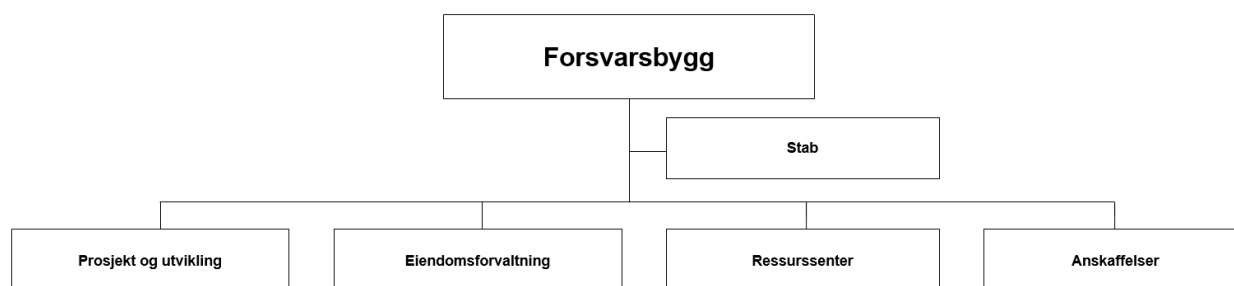 Forsvarsbygg
Stab
Prosjekt og utvikling
Eiendomsforvaltning
Ressurssenter
Anskaffelser